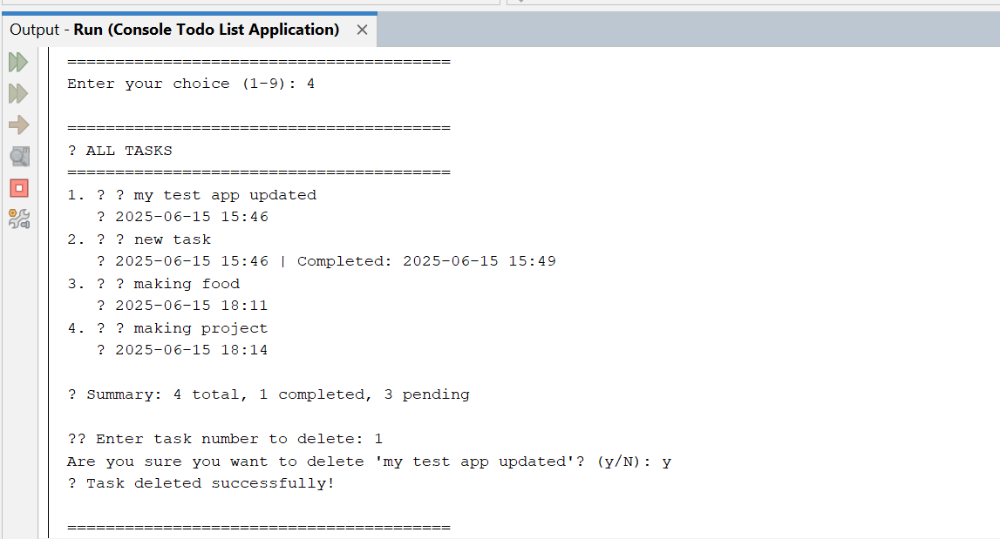 Output - Run (Console Todo List Application)
========================================
Enter your choice (1-9): 4
========================================
? ALL TASKS
========================================
1. ? ? my test app updated
? 2025-06-15 15:46
2. ? ? new task
? 2025-06-15 15:46 | Completed: 2025-06-15 15:49
3. ? ? making food
? 2025-06-15 18:11
4. ? ? making project
? 2025-06-15 18:14
? Summary: 4 total, 1 completed, 3 pending
?? Enter task number to delete: 1
Are you sure you want to delete 'my test app updated'? (y/N): y
? Task deleted successfully!
========================================